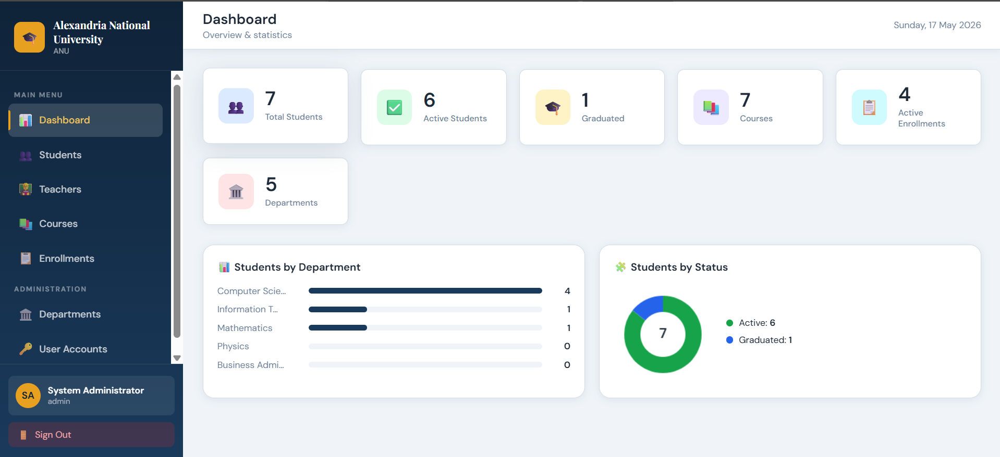 Alexandria National
University
ANU
MAIN MENU
Dashboard
Students
Teachers
Courses
Enrollments
ADMINISTRATION
Departments
User Accounts
SA
System Administrator
admin
Sign Out
Dashboard
Overview & statistics
Sunday, 17 May 2026
7
Total Students
6
Active Students
1
Graduated
7
Courses
4
Active
Enrollments
5
Departments
Students by Department
Computer Scie... 4
Information T... 1
Mathematics 1
Physics 0
Business Admi... 0
Students by Status
7
Active: 6
Graduated: 1